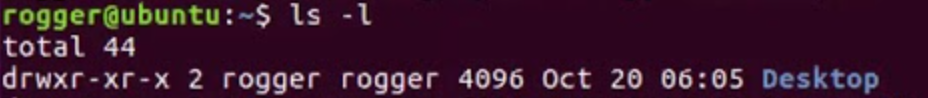 rogger@ubuntu:~$ ls -l
total 44
drwxr-xr-x 2 rogger rogger 4096 Oct 20 06:05 Desktop